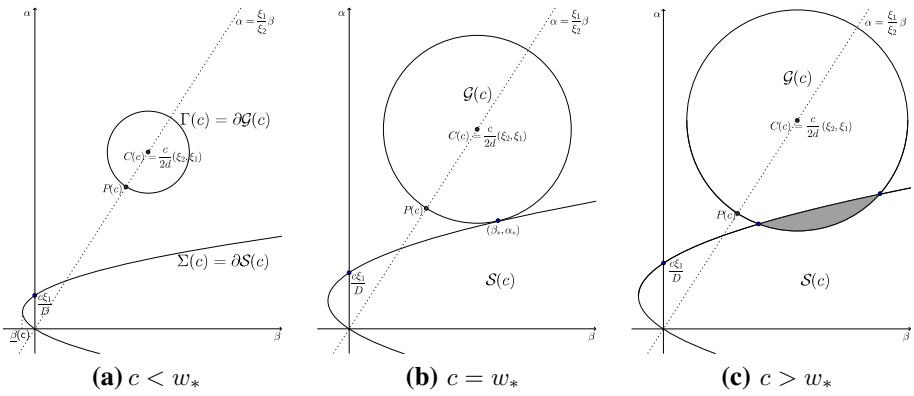 α
α = ξ₁/ξ₂ β
Γ(c) = ∂𝒢(c)
C(c) = c/2d (ξ₂, ξ₁)
P(c)
Σ(c) = ∂𝒮(c)
cξ₁/D
β(c)
β
(a) c < w*
α
α = ξ₁/ξ₂ β
𝒢(c)
C(c) = c/2d (ξ₂, ξ₁)
P(c)
(β*, α*)
cξ₁/D
𝒮(c)
β
(b) c = w*
α
α = ξ₁/ξ₂ β
𝒢(c)
C(c) = c/2d (ξ₂, ξ₁)
P(c)
cξ₁/D
𝒮(c)
β
(c) c > w*